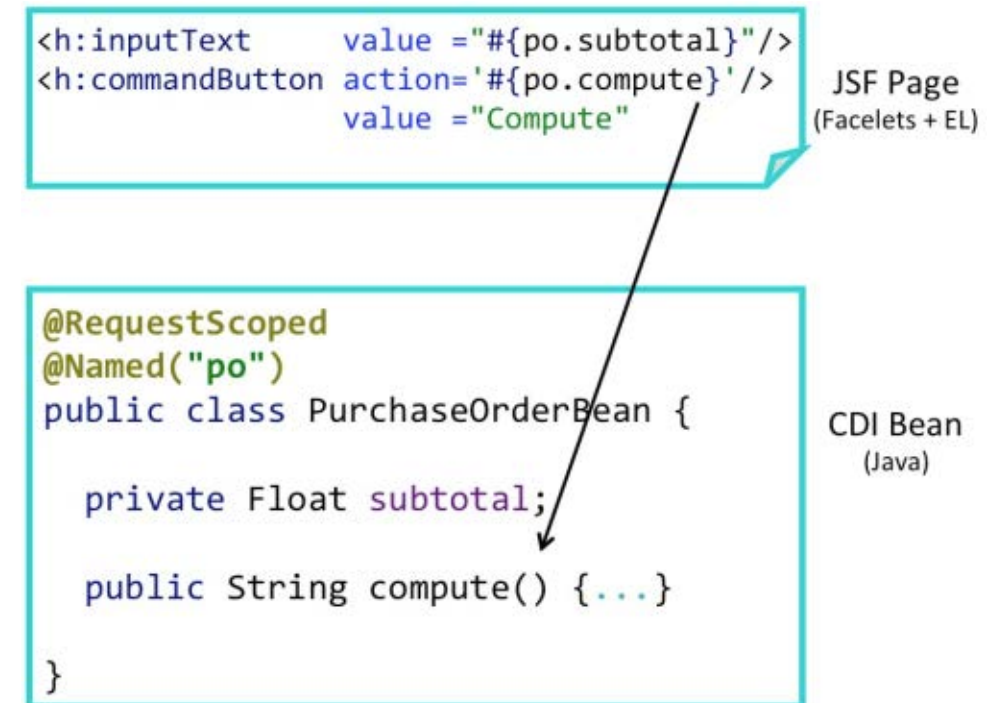 <h:inputText value ="#{po.subtotal}"/>
<h:commandButton action='#{po.compute}'/>
value ="Compute"
JSF Page
(Facelets + EL)
@RequestScoped
@Named("po")
public class PurchaseOrderBean {
private Float subtotal;
public String compute() {...}
}
CDI Bean
(Java)